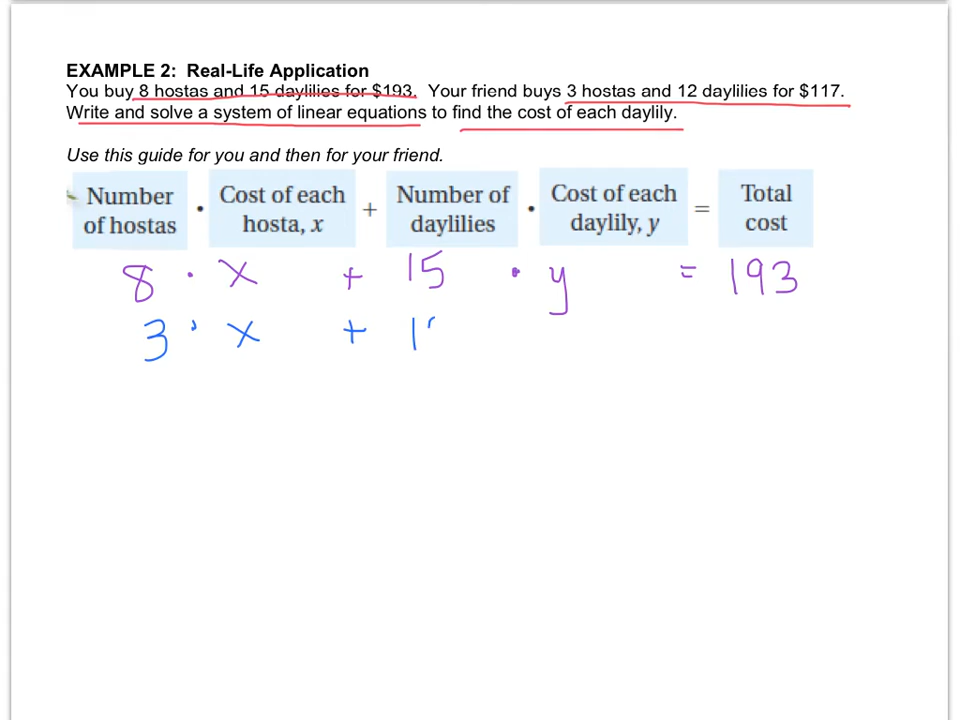 EXAMPLE 2: Real-Life Application
You buy 8 hostas and 15 daylilies for $193. Your friend buys 3 hostas and 12 daylilies for $117.
Write and solve a system of linear equations to find the cost of each daylily.
Use this guide for you and then for your friend.
Number of hostas · Cost of each hosta, x + Number of daylilies · Cost of each daylily, y = Total cost
8 · x + 15 · y = 193
3 · x + 1